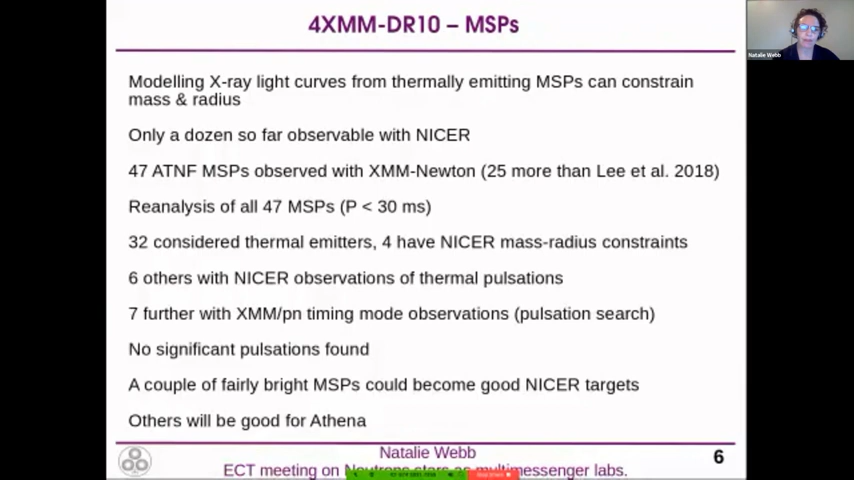 4XMM-DR10 – MSPs
Natalie Webb
Modelling X-ray light curves from thermally emitting MSPs can constrain
mass & radius
Only a dozen so far observable with NICER
47 ATNF MSPs observed with XMM-Newton (25 more than Lee et al. 2018)
Reanalysis of all 47 MSPs (P < 30 ms)
32 considered thermal emitters, 4 have NICER mass-radius constraints
6 others with NICER observations of thermal pulsations
7 further with XMM/pn timing mode observations (pulsation search)
No significant pulsations found
A couple of fairly bright MSPs could become good NICER targets
Others will be good for Athena
Natalie Webb
6
ECT meeting on Neutrons stars as multimessenger labs.